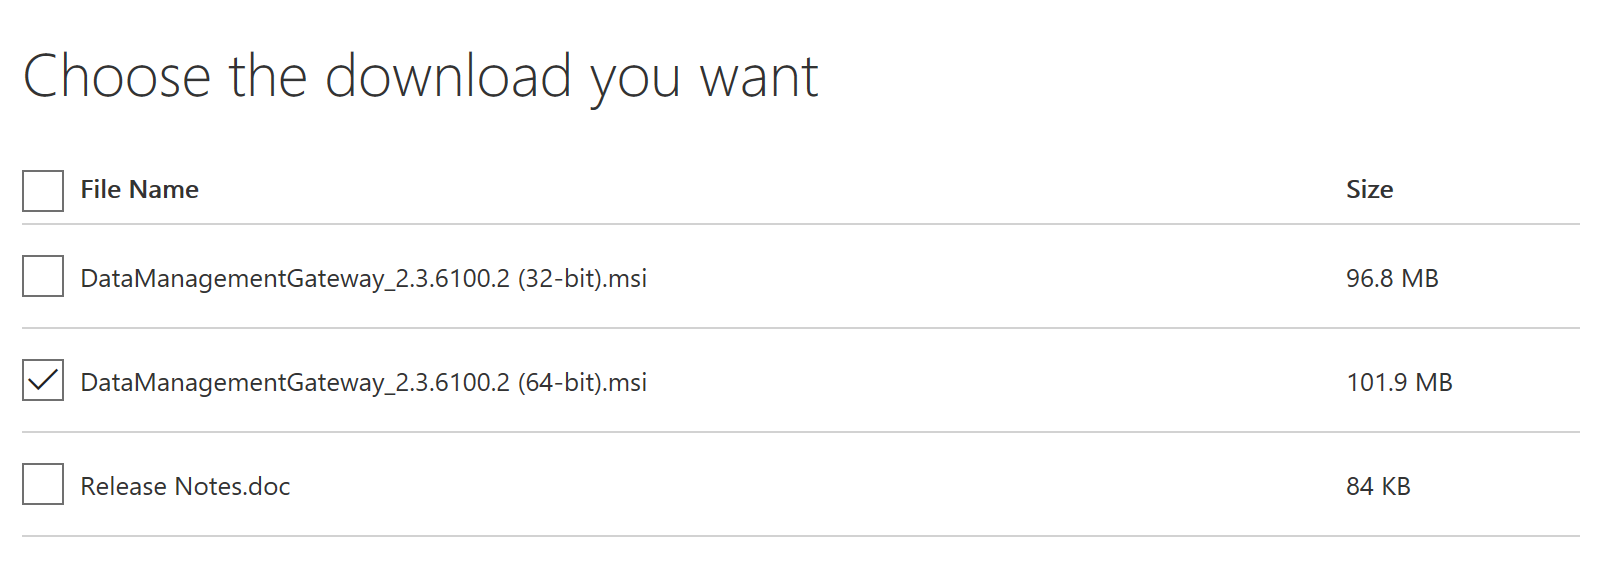 Choose the download you want
File Name Size
DataManagementGateway_2.3.6100.2 (32-bit).msi 96.8 MB
DataManagementGateway_2.3.6100.2 (64-bit).msi 101.9 MB
Release Notes.doc 84 KB